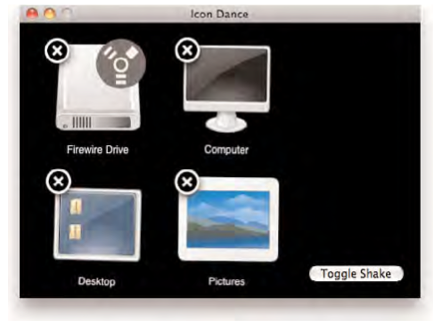 Icon Dance
Firewire Drive
Computer
Desktop
Pictures
Toggle Shake